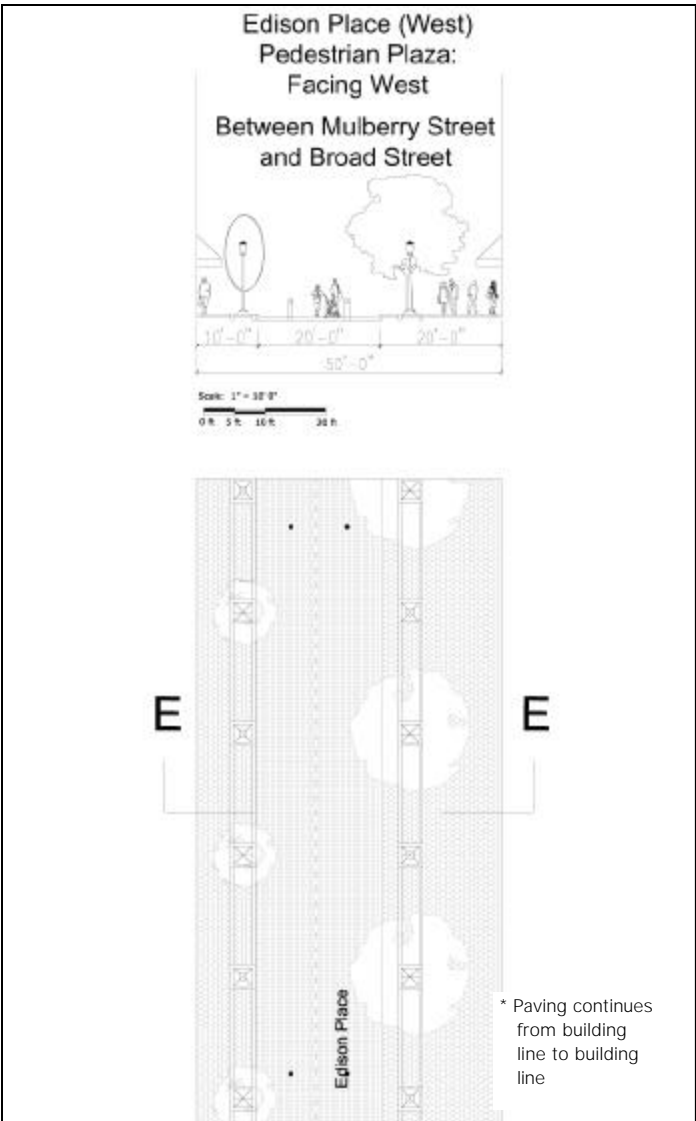 Edison Place (West)
Pedestrian Plaza:
Facing West
Between Mulberry Street
and Broad Street
10'-0" 20'-0" 20'-0"
50'-0"
Scale: 1" = 10'0"
0 ft 5 ft 10 ft 20 ft
E E
Edison Place
* Paving continues
from building
line to building
line